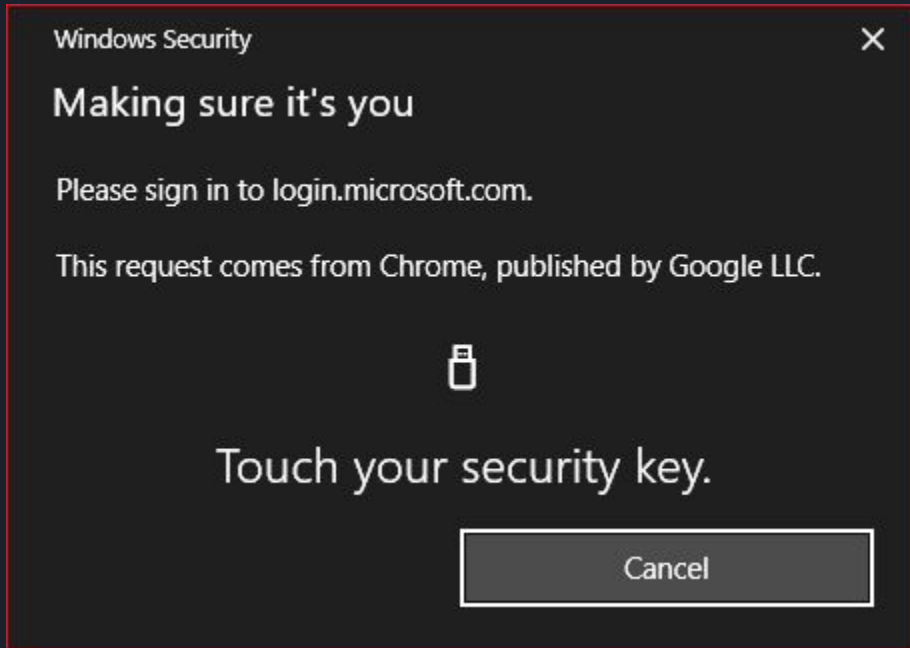 Windows Security
Making sure it's you
Please sign in to login.microsoft.com.
This request comes from Chrome, published by Google LLC.
Touch your security key.
Cancel